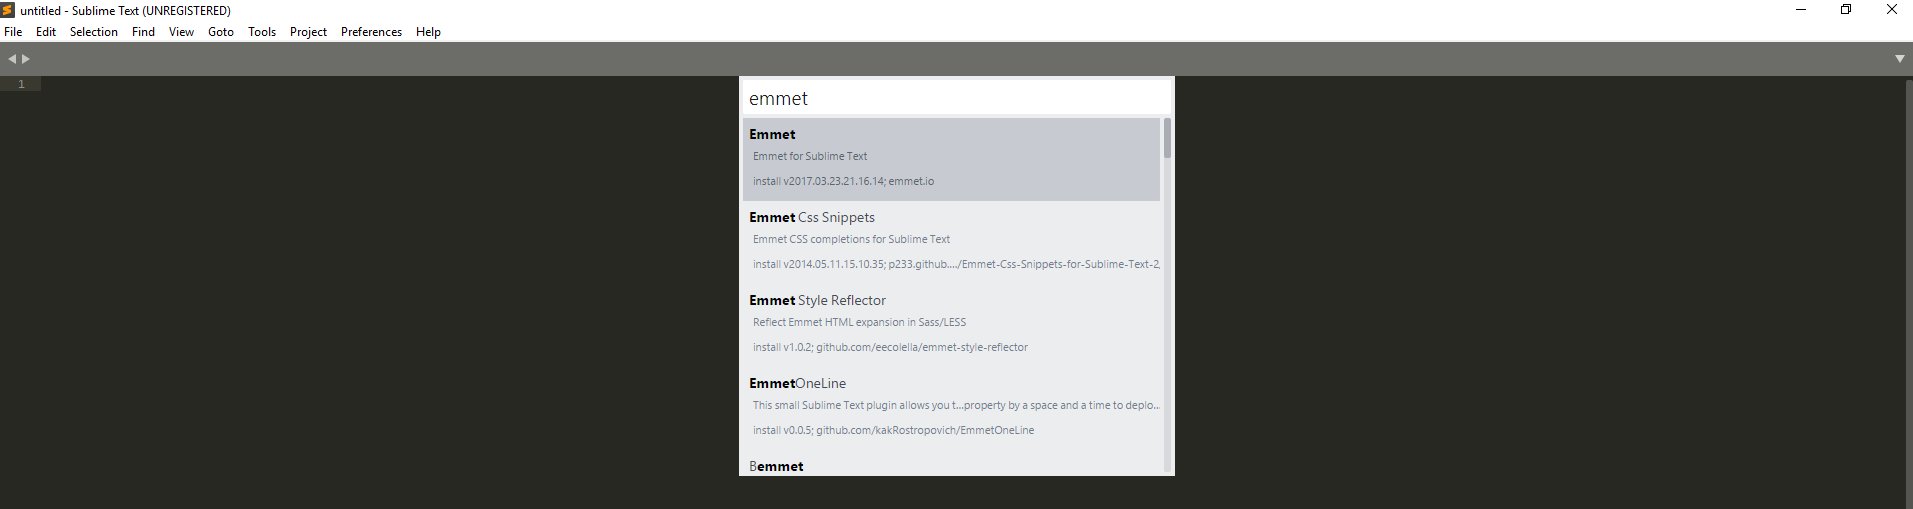 untitled - Sublime Text (UNREGISTERED)
File Edit Selection Find View Goto Tools Project Preferences Help
1
emmet
Emmet
Emmet for Sublime Text
install v2017.03.23.21.16.14; emmet.io
Emmet Css Snippets
Emmet CSS completions for Sublime Text
install v2014.05.11.15.10.35; p233.github..../Emmet-Css-Snippets-for-Sublime-Text-2,
Emmet Style Reflector
Reflect Emmet HTML expansion in Sass/LESS
install v1.0.2; github.com/eecolella/emmet-style-reflector
EmmetOneLine
This small Sublime Text plugin allows you t...property by a space and a time to deplo...
install v0.0.5; github.com/kakRostropovich/EmmetOneLine
Bemmet